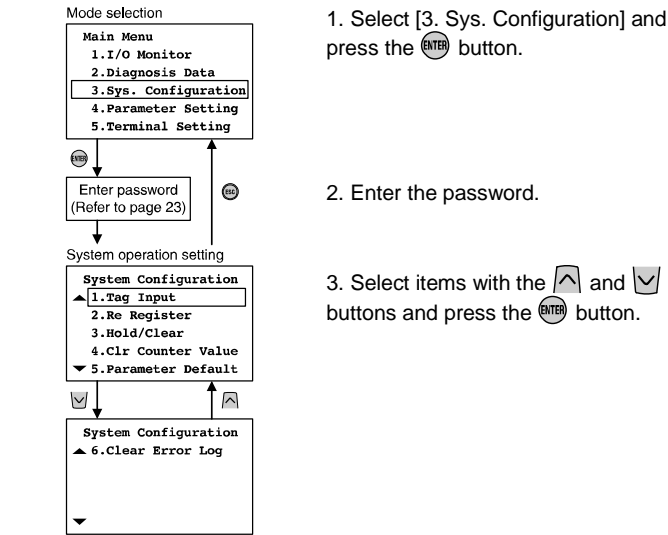 Mode selection
Main Menu
1.I/O Monitor
2.Diagnosis Data
3.Sys. Configuration
4.Parameter Setting
5.Terminal Setting
ENTER
Enter password
(Refer to page 23)
ESC
System operation setting
System Configuration
1.Tag Input
2.Re Register
3.Hold/Clear
4.Clr Counter Value
5.Parameter Default
System Configuration
6.Clear Error Log
1. Select [3. Sys. Configuration] and
press the ENTER button.
2. Enter the password.
3. Select items with the and
buttons and press the ENTER button.